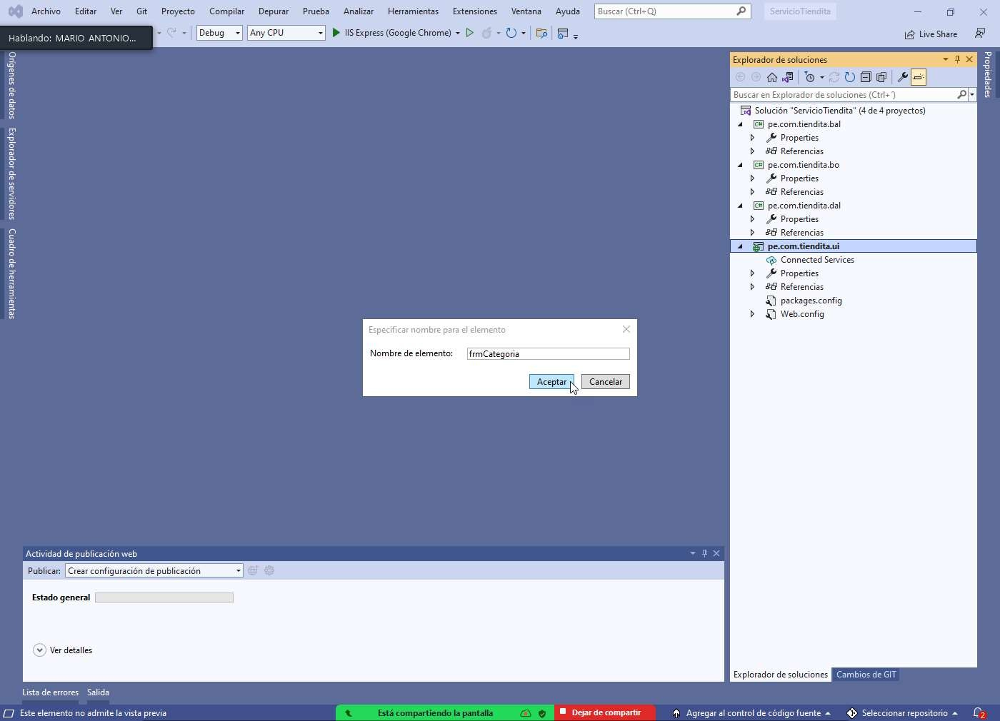 Archivo Editar Ver Git Proyecto Compilar Depurar Prueba Analizar Herramientas Extensiones Ventana Ayuda Buscar (Ctrl+Q) ServicioTiendita
Hablando: MARIO ANTONIO...
Debug Any CPU IIS Express (Google Chrome) Live Share
Orígenes de datos
Explorador de servidores
Cuadro de herramientas
Explorador de soluciones
Propiedades
Buscar en Explorador de soluciones (Ctrl+´)
Solución "ServicioTiendita" (4 de 4 proyectos)
C# pe.com.tiendita.bal
Properties
Referencias
C# pe.com.tiendita.bo
Properties
Referencias
C# pe.com.tiendita.dal
Properties
Referencias
pe.com.tiendita.ui
Connected Services
Properties
Referencias
packages.config
Web.config
Especificar nombre para el elemento
Nombre de elemento: frmCategoria
Aceptar Cancelar
Actividad de publicación web
Publicar: Crear configuración de publicación
Estado general
Ver detalles
Explorador de soluciones Cambios de GIT
Lista de errores Salida
Este elemento no admite la vista previa Está compartiendo la pantalla Dejar de compartir Agregar al control de código fuente Seleccionar repositorio 2